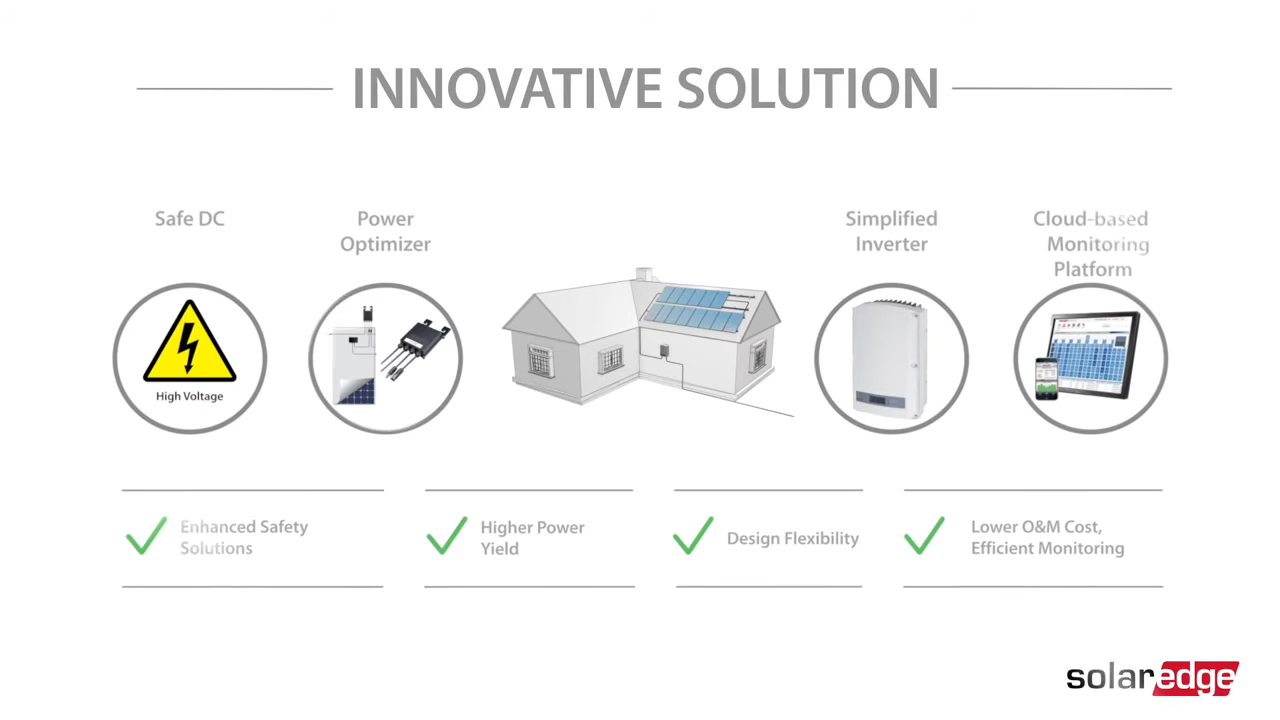 INNOVATIVE SOLUTION
Safe DC
Power
Optimizer
Simplified
Inverter
Cloud-based
Monitoring
Platform
High Voltage
Enhanced Safety
Solutions
Higher Power
Yield
Design Flexibility
Lower O&M Cost,
Efficient Monitoring
solaredge